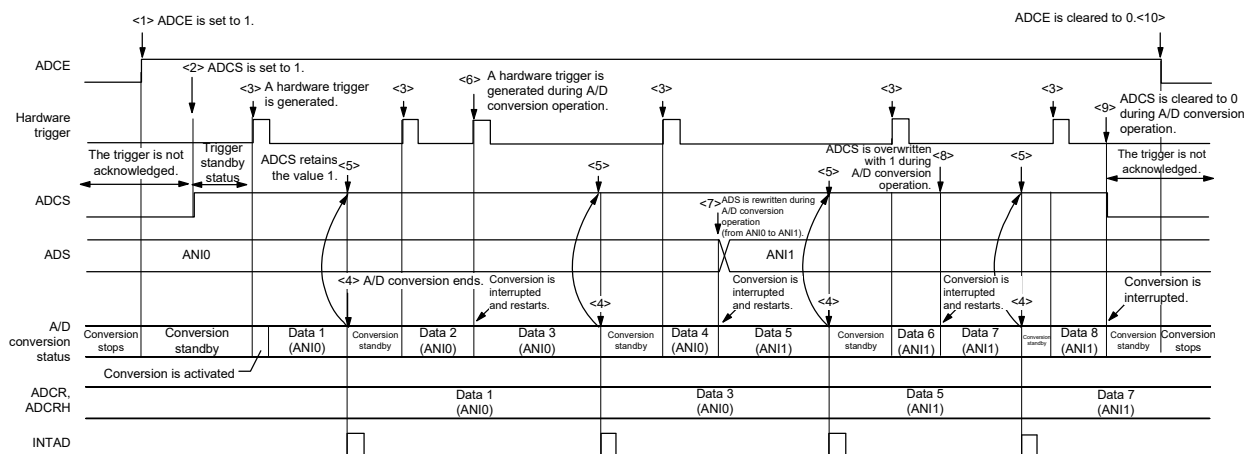 <1> ADCE is set to 1.
ADCE is cleared to 0.<10>
ADCE
<2> ADCS is set to 1.
<3> A hardware trigger
is generated.
<3>
<6> A hardware trigger is
generated during A/D
conversion operation.
<3>
<3>
<3>
<9> ADCS is cleared to 0
during A/D conversion
operation.
Hardware
trigger
The trigger is not
acknowledged.
Trigger
standby
status
ADCS retains
the value 1.
<5>
<5>
ADCS is overwritten
with 1 during
A/D conversion
operation.
<5>
<8>
<5>
The trigger is not
acknowledged.
ADCS
<7> ADS is rewritten during
A/D conversion
operation
(from ANI0 to ANI1).
ADS
ANI0
ANI1
<4> A/D conversion ends.
Conversion is
interrupted
and restarts.
<4>
Conversion is
interrupted
and restarts.
<4>
Conversion is
interrupted
and restarts.
<4>
Conversion is
interrupted.
A/D
conversion
status
Conversion
stops
Conversion
standby
Data 1
(ANI0)
Conversion
standby
Data 2
(ANI0)
Data 3
(ANI0)
Conversion
standby
Data 4
(ANI0)
Data 5
(ANI1)
Conversion
standby
Data 6
(ANI1)
Data 7
(ANI1)
Conversion
standby
Data 8
(ANI1)
Conversion
standby
Conversion
stops
Conversion is activated
ADCR,
ADCRH
Data 1
(ANI0)
Data 3
(ANI0)
Data 5
(ANI1)
Data 7
(ANI1)
INTAD